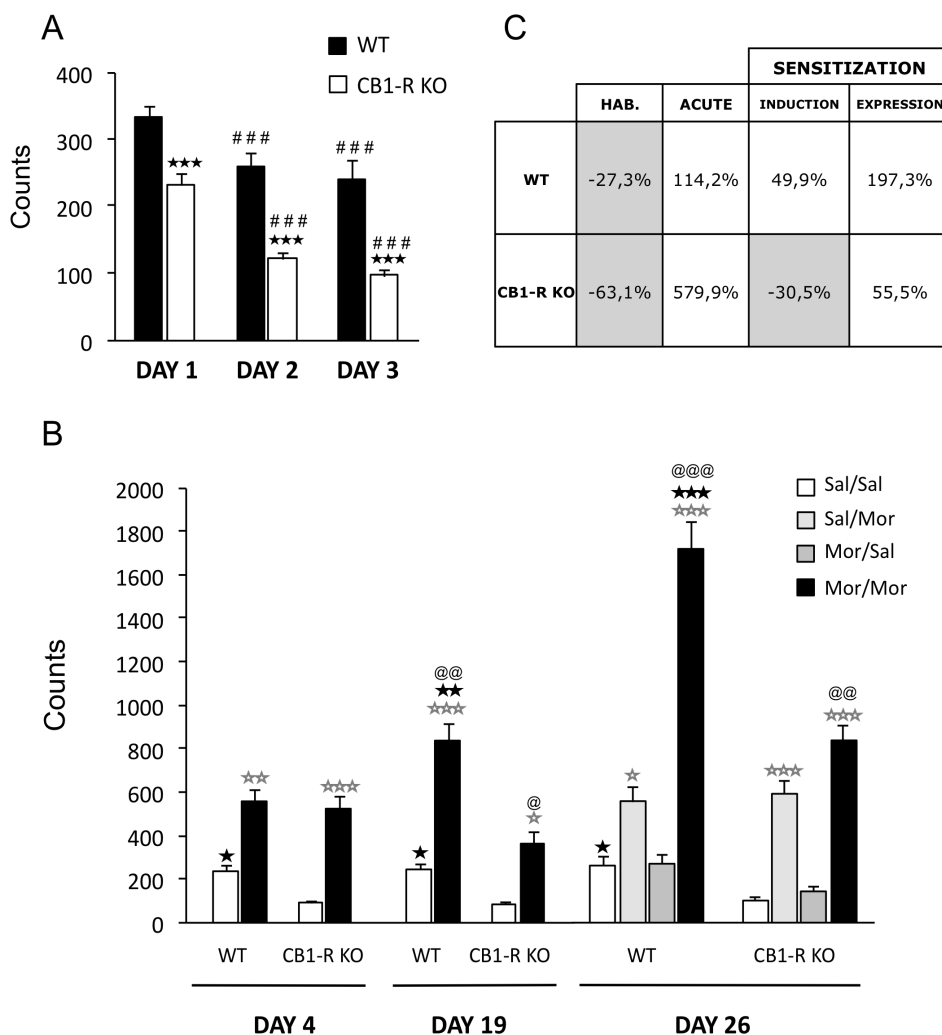 A
WT
CB1-R KO
Counts
400
300
200
100
0
★★★
# # #
# # #
★★★
# # #
# # #
★★★
DAY 1 DAY 2 DAY 3
C
SENSITIZATION
HAB. ACUTE INDUCTION EXPRESSION
WT -27,3% 114,2% 49,9% 197,3%
CB1-R KO -63,1% 579,9% -30,5% 55,5%
B
Counts
2000
1800
1600
1400
1200
1000
800
600
400
200
0
★
☆☆
☆☆☆
★
@@
★★
☆☆☆
@
☆
★
☆
@@@
★★★
☆☆☆
☆☆☆
@@
☆☆☆
Sal/Sal
Sal/Mor
Mor/Sal
Mor/Mor
WT CB1-R KO WT CB1-R KO WT CB1-R KO
DAY 4 DAY 19 DAY 26